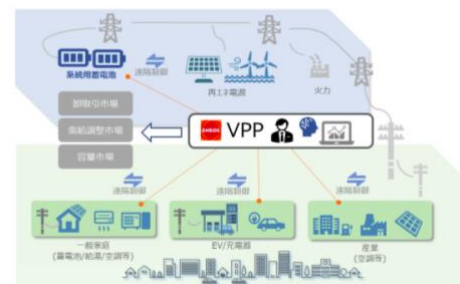 系統用蓄電池
遠隔制御
再エネ電源
火力
卸取引市場
需給調整市場
容量市場
ENEOS VPP
遠隔制御
遠隔制御
遠隔制御
一般家庭
(蓄電池/給湯/空調等)
EV/充電器
産業
(空調等)